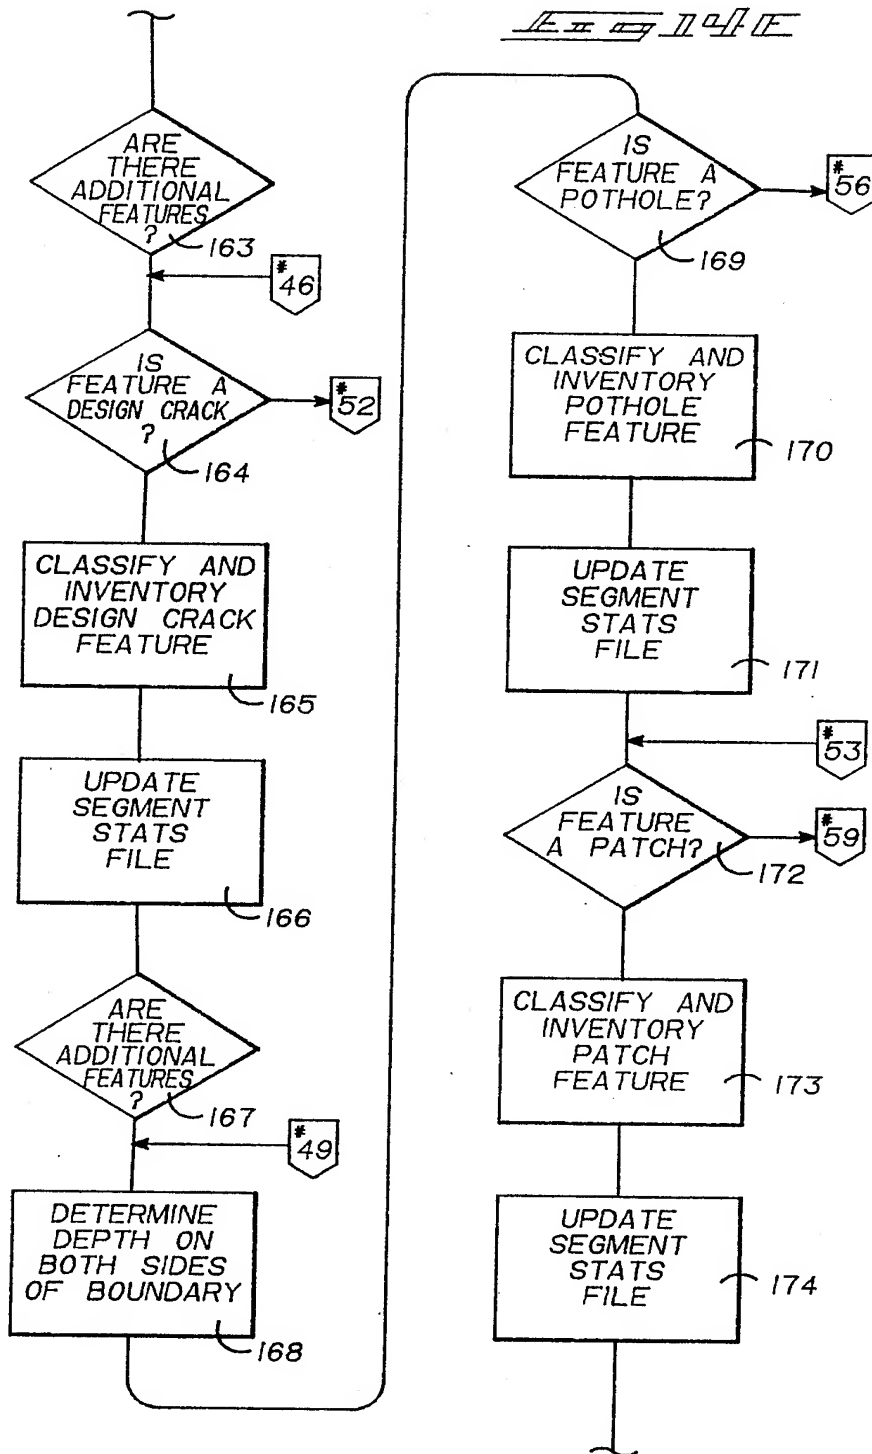 FIG 14E
ARE
THERE
ADDITIONAL
FEATURES
?
163
#
46
IS
FEATURE A
DESIGN CRACK
?
164
#
52
CLASSIFY AND
INVENTORY
DESIGN CRACK
FEATURE
165
UPDATE
SEGMENT
STATS
FILE
166
ARE
THERE
ADDITIONAL
FEATURES
?
167
#
49
DETERMINE
DEPTH ON
BOTH SIDES
OF BOUNDARY
168
IS
FEATURE A
POTHOLE?
169
#
56
CLASSIFY AND
INVENTORY
POTHOLE
FEATURE
170
UPDATE
SEGMENT
STATS
FILE
171
#
53
IS
FEATURE
A PATCH?
172
#
59
CLASSIFY AND
INVENTORY
PATCH
FEATURE
173
UPDATE
SEGMENT
STATS
FILE
174